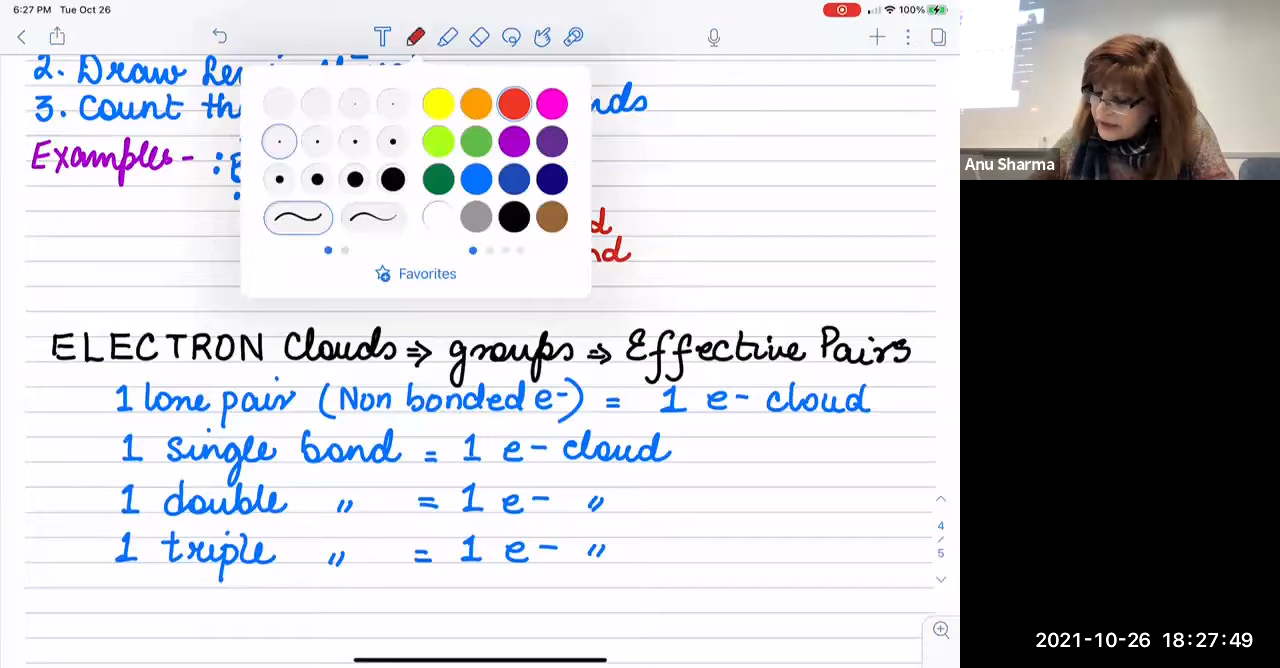 6:27 PM Tue Oct 26
100%
2. Draw
3. Count
Examples-
Favorites
ELECTRON Clouds ⇒ groups ⇒ Effective Pairs
1 lone pair (Non bonded e-) = 1 e- cloud
1 single bond = 1 e- cloud
1 double " = 1 e- "
1 triple " = 1 e- "
4
/
5
Anu Sharma
2021-10-26 18:27:49